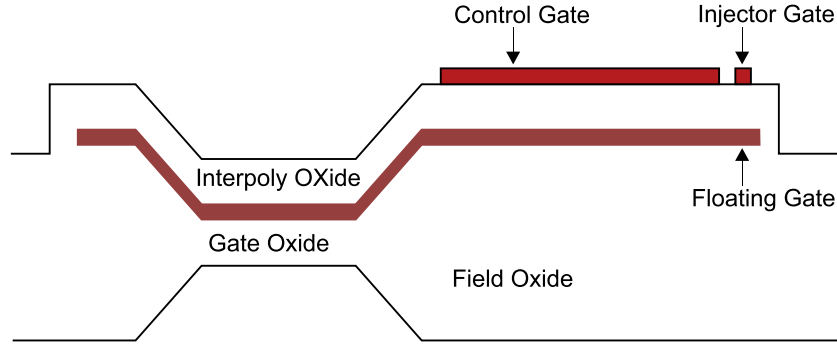 Control Gate
Injector Gate
Interpoly OXide
Floating Gate
Gate Oxide
Field Oxide